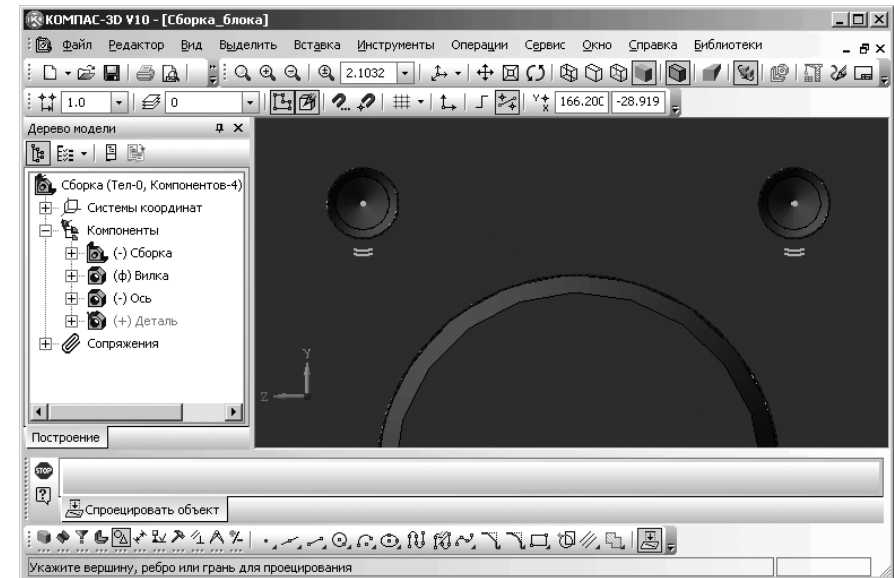 КОМПАС-3D V10 - [Сборка_блока]
Файл Редактор Вид Выделить Вставка Инструменты Операции Сервис Окно Справка Библиотеки
2.1032
1.0 0 166.20 -28.919
Дерево модели
Сборка (Тел-0, Компонентов-4)
Системы координат
Компоненты
(-) Сборка
(ф) Вилка
(-) Ось
(+) Деталь
Сопряжения
Y
Z
Построение
STOP
Спроецировать объект
Укажите вершину, ребро или грань для проецирования